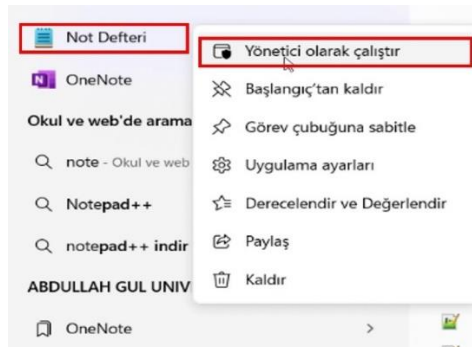 Not Defteri
OneNote
Okul ve web'de arama
note - Okul ve web
Notepad++
notepad++ indir
ABDULLAH GUL UNIV
OneNote
Yönetici olarak çalıştır
Başlangıç'tan kaldır
Görev çubuğuna sabitle
Uygulama ayarları
Derecelendir ve Değerlendir
Paylaş
Kaldır